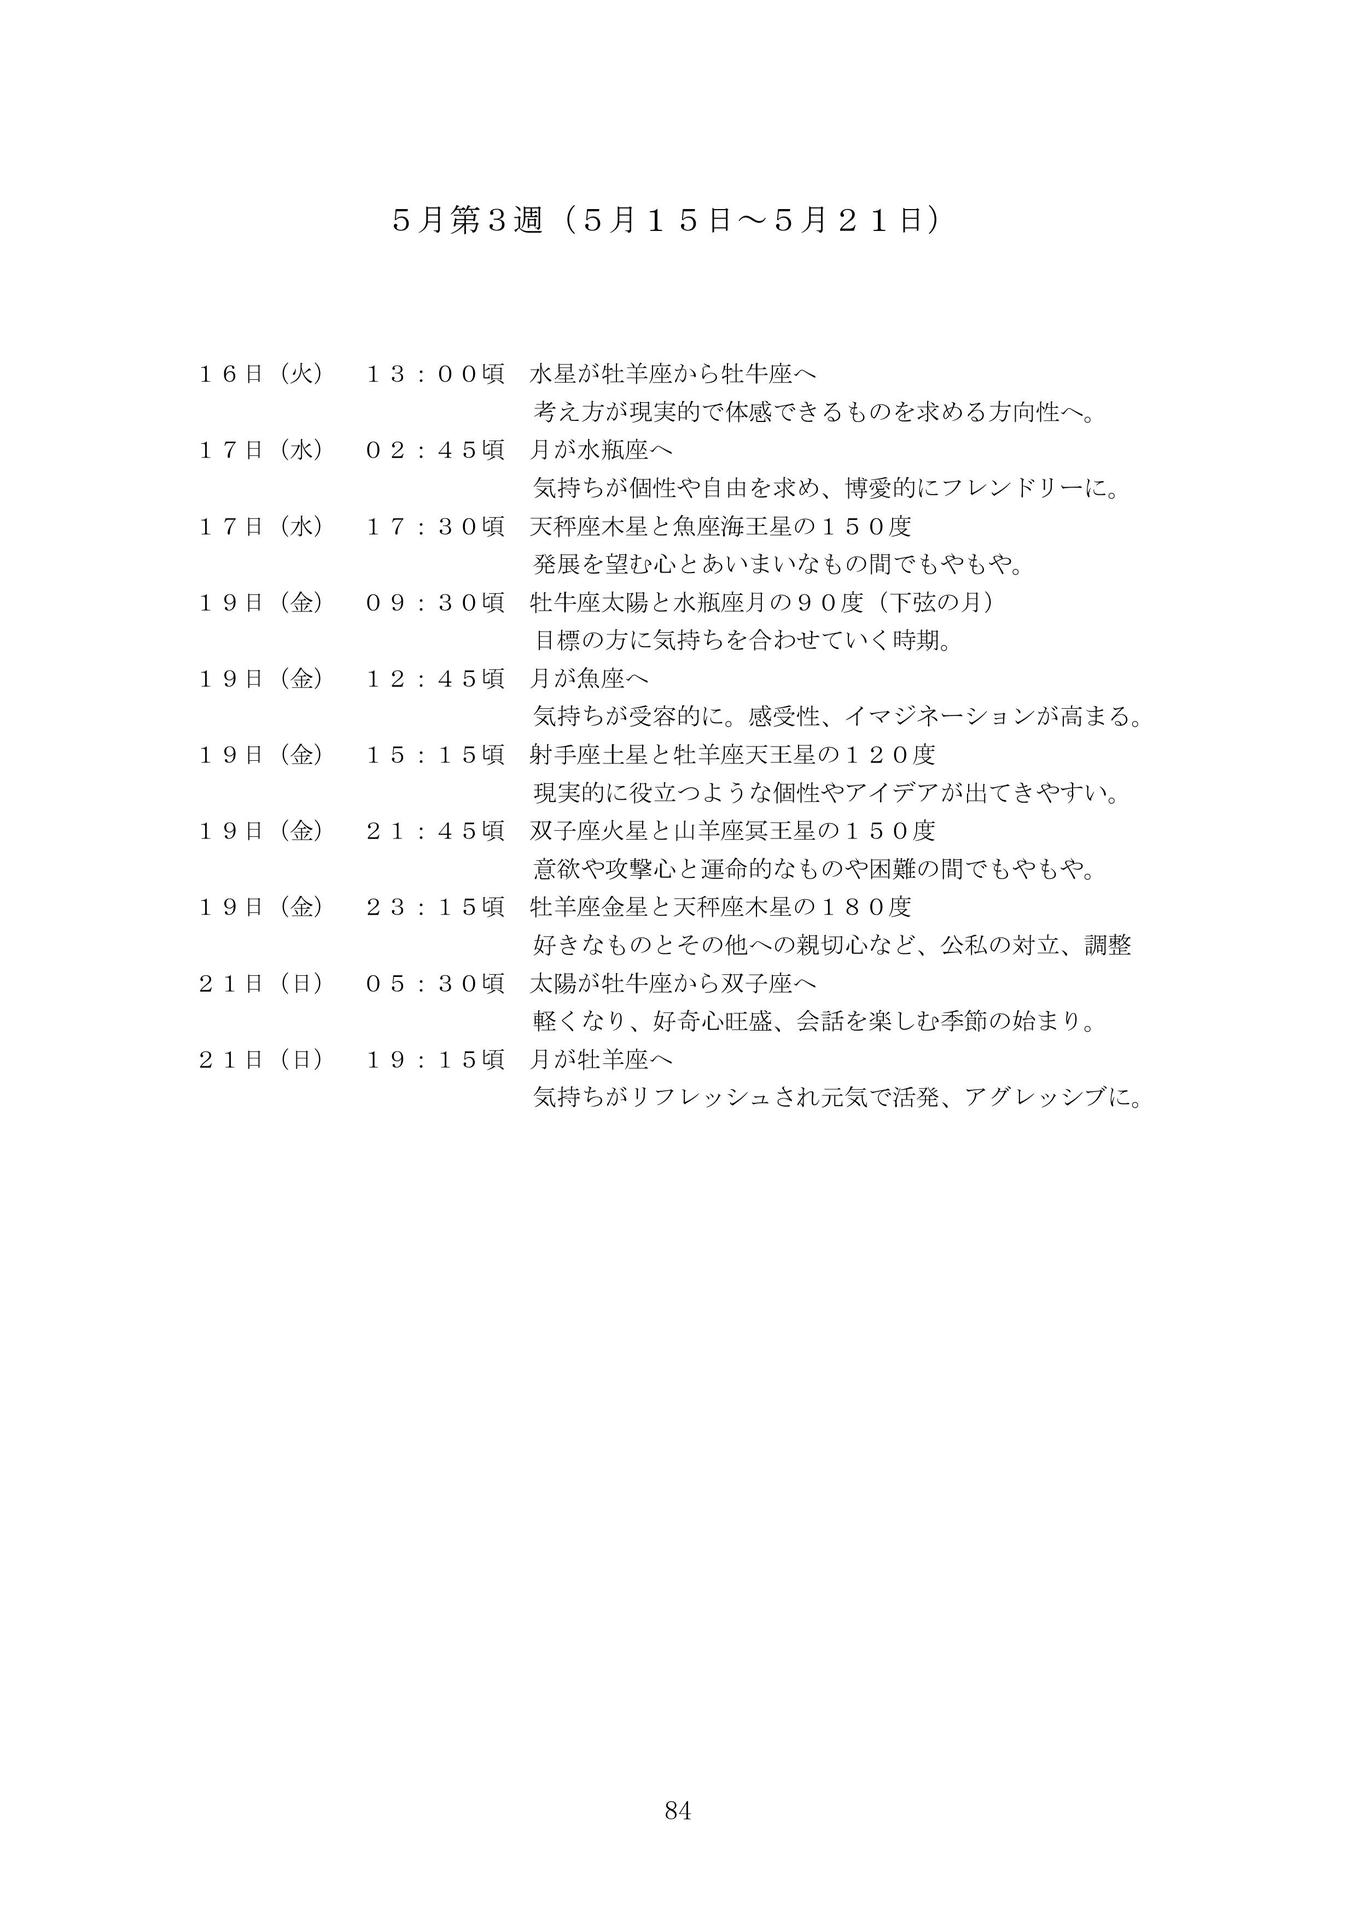 ５月第３週（５月１５日～５月２１日）
１６日（火）　１３：００頃　水星が牡羊座から牡牛座へ
考え方が現実的で体感できるものを求める方向性へ。
１７日（水）　０２：４５頃　月が水瓶座へ
気持ちが個性や自由を求め、博愛的にフレンドリーに。
１７日（水）　１７：３０頃　天秤座木星と魚座海王星の１５０度
発展を望む心とあいまいなもの間でもやもや。
１９日（金）　０９：３０頃　牡牛座太陽と水瓶座月の９０度（下弦の月）
目標の方に気持ちを合わせていく時期。
１９日（金）　１２：４５頃　月が魚座へ
気持ちが受容的に。感受性、イマジネーションが高まる。
１９日（金）　１５：１５頃　射手座土星と牡羊座天王星の１２０度
現実的に役立つような個性やアイデアが出てきやすい。
１９日（金）　２１：４５頃　双子座火星と山羊座冥王星の１５０度
意欲や攻撃心と運命的なものや困難の間でもやもや。
１９日（金）　２３：１５頃　牡羊座金星と天秤座木星の１８０度
好きなものとその他への親切心など、公私の対立、調整
２１日（日）　０５：３０頃　太陽が牡牛座から双子座へ
軽くなり、好奇心旺盛、会話を楽しむ季節の始まり。
２１日（日）　１９：１５頃　月が牡羊座へ
気持ちがリフレッシュされ元気で活発、アグレッシブに。
84